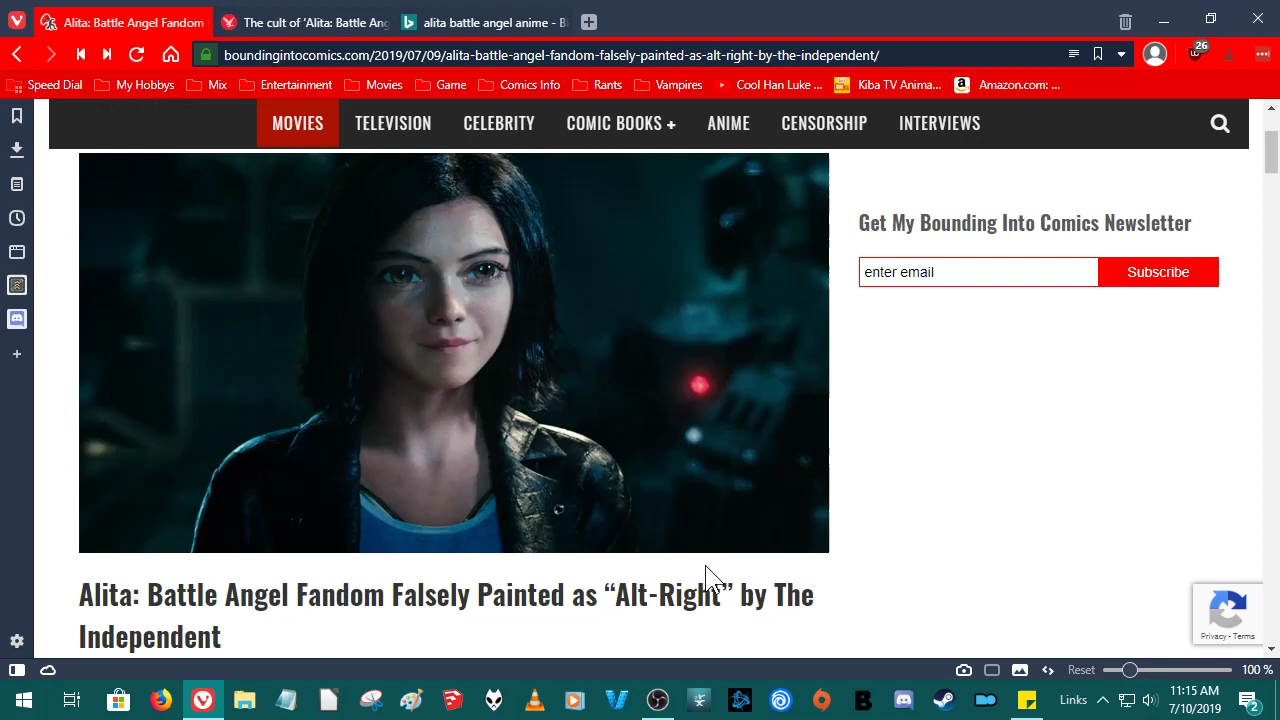 Alita: Battle Angel Fandom
The cult of 'Alita: Battle Ang
alita battle angel anime - Bi
boundingintocomics.com/2019/07/09/alita-battle-angel-fandom-falsely-painted-as-alt-right-by-the-independent/
26
Speed Dial My Hobby Mix Entertainment Movies Game Comics Info Rants Vampires Cool Han Luke ... Kiba TV Anima... Amazon.com: ...
MOVIES TELEVISION CELEBRITY COMIC BOOKS + ANIME CENSORSHIP INTERVIEWS
Get My Bounding Into Comics Newsletter
enter email Subscribe
Alita: Battle Angel Fandom Falsely Painted as “Alt-Right” by The
Independent
Privacy - Terms
Reset 100 %
Links
11:15 AM
7/10/2019
2